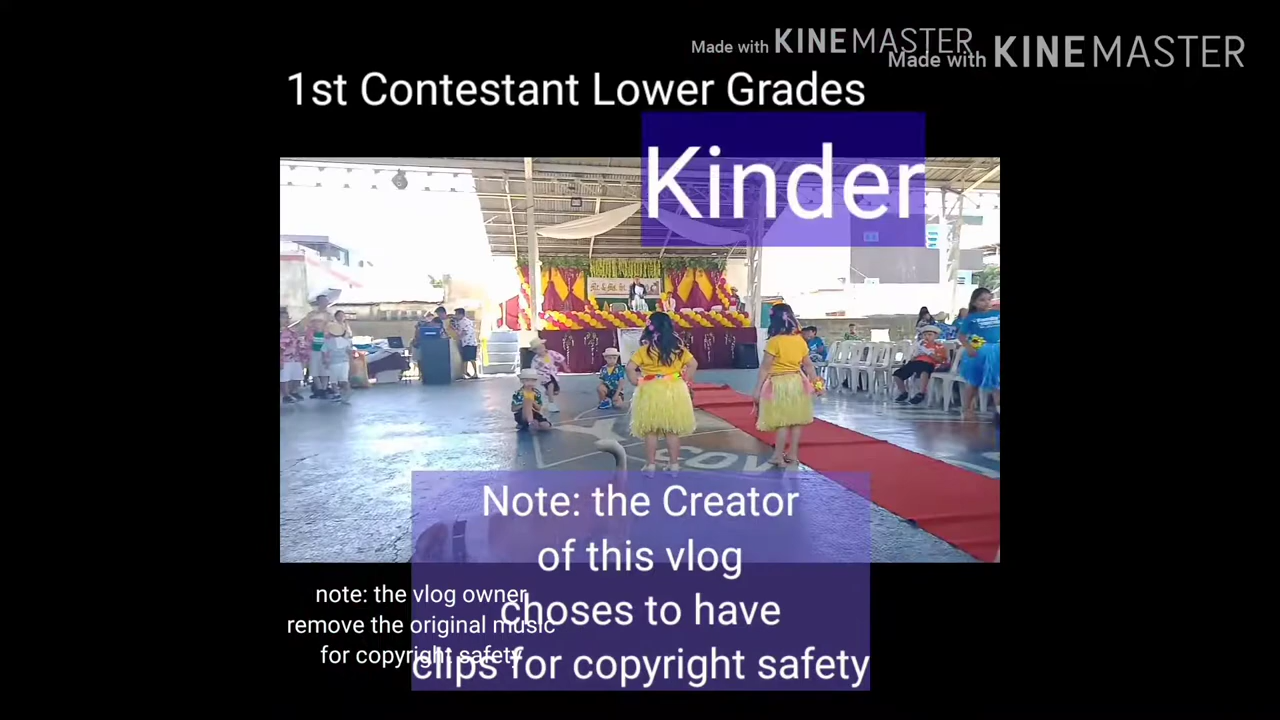 Made with KINEMASTER
Made with KINEMASTER
1st Contestant Lower Grades
Kinder
Note: the Creator
of this vlog
choses to have
clips for copyright safety
note: the vlog owner
remove the original music
for copyright safety